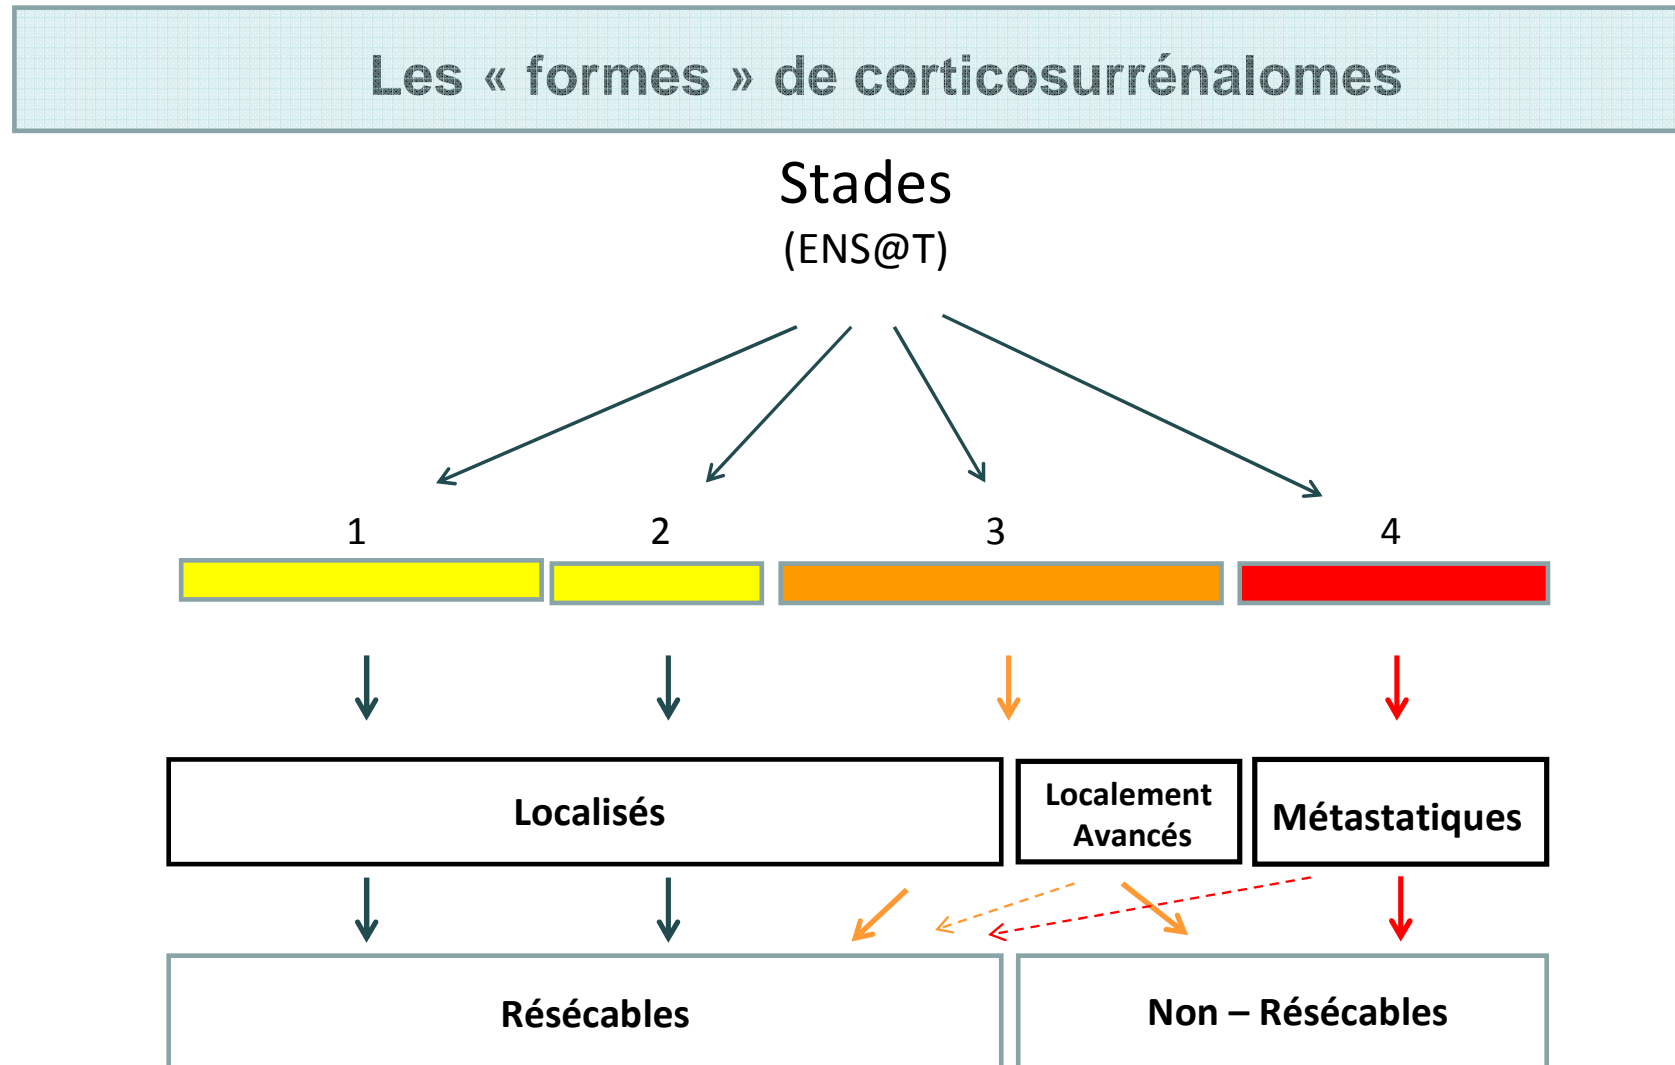 Les « formes » de corticosurrénalomes
Stades
(ENS@T)
1
2
3
4
Localisés
Localement
Avancés
Métastatiques
Résécables
Non – Résécables